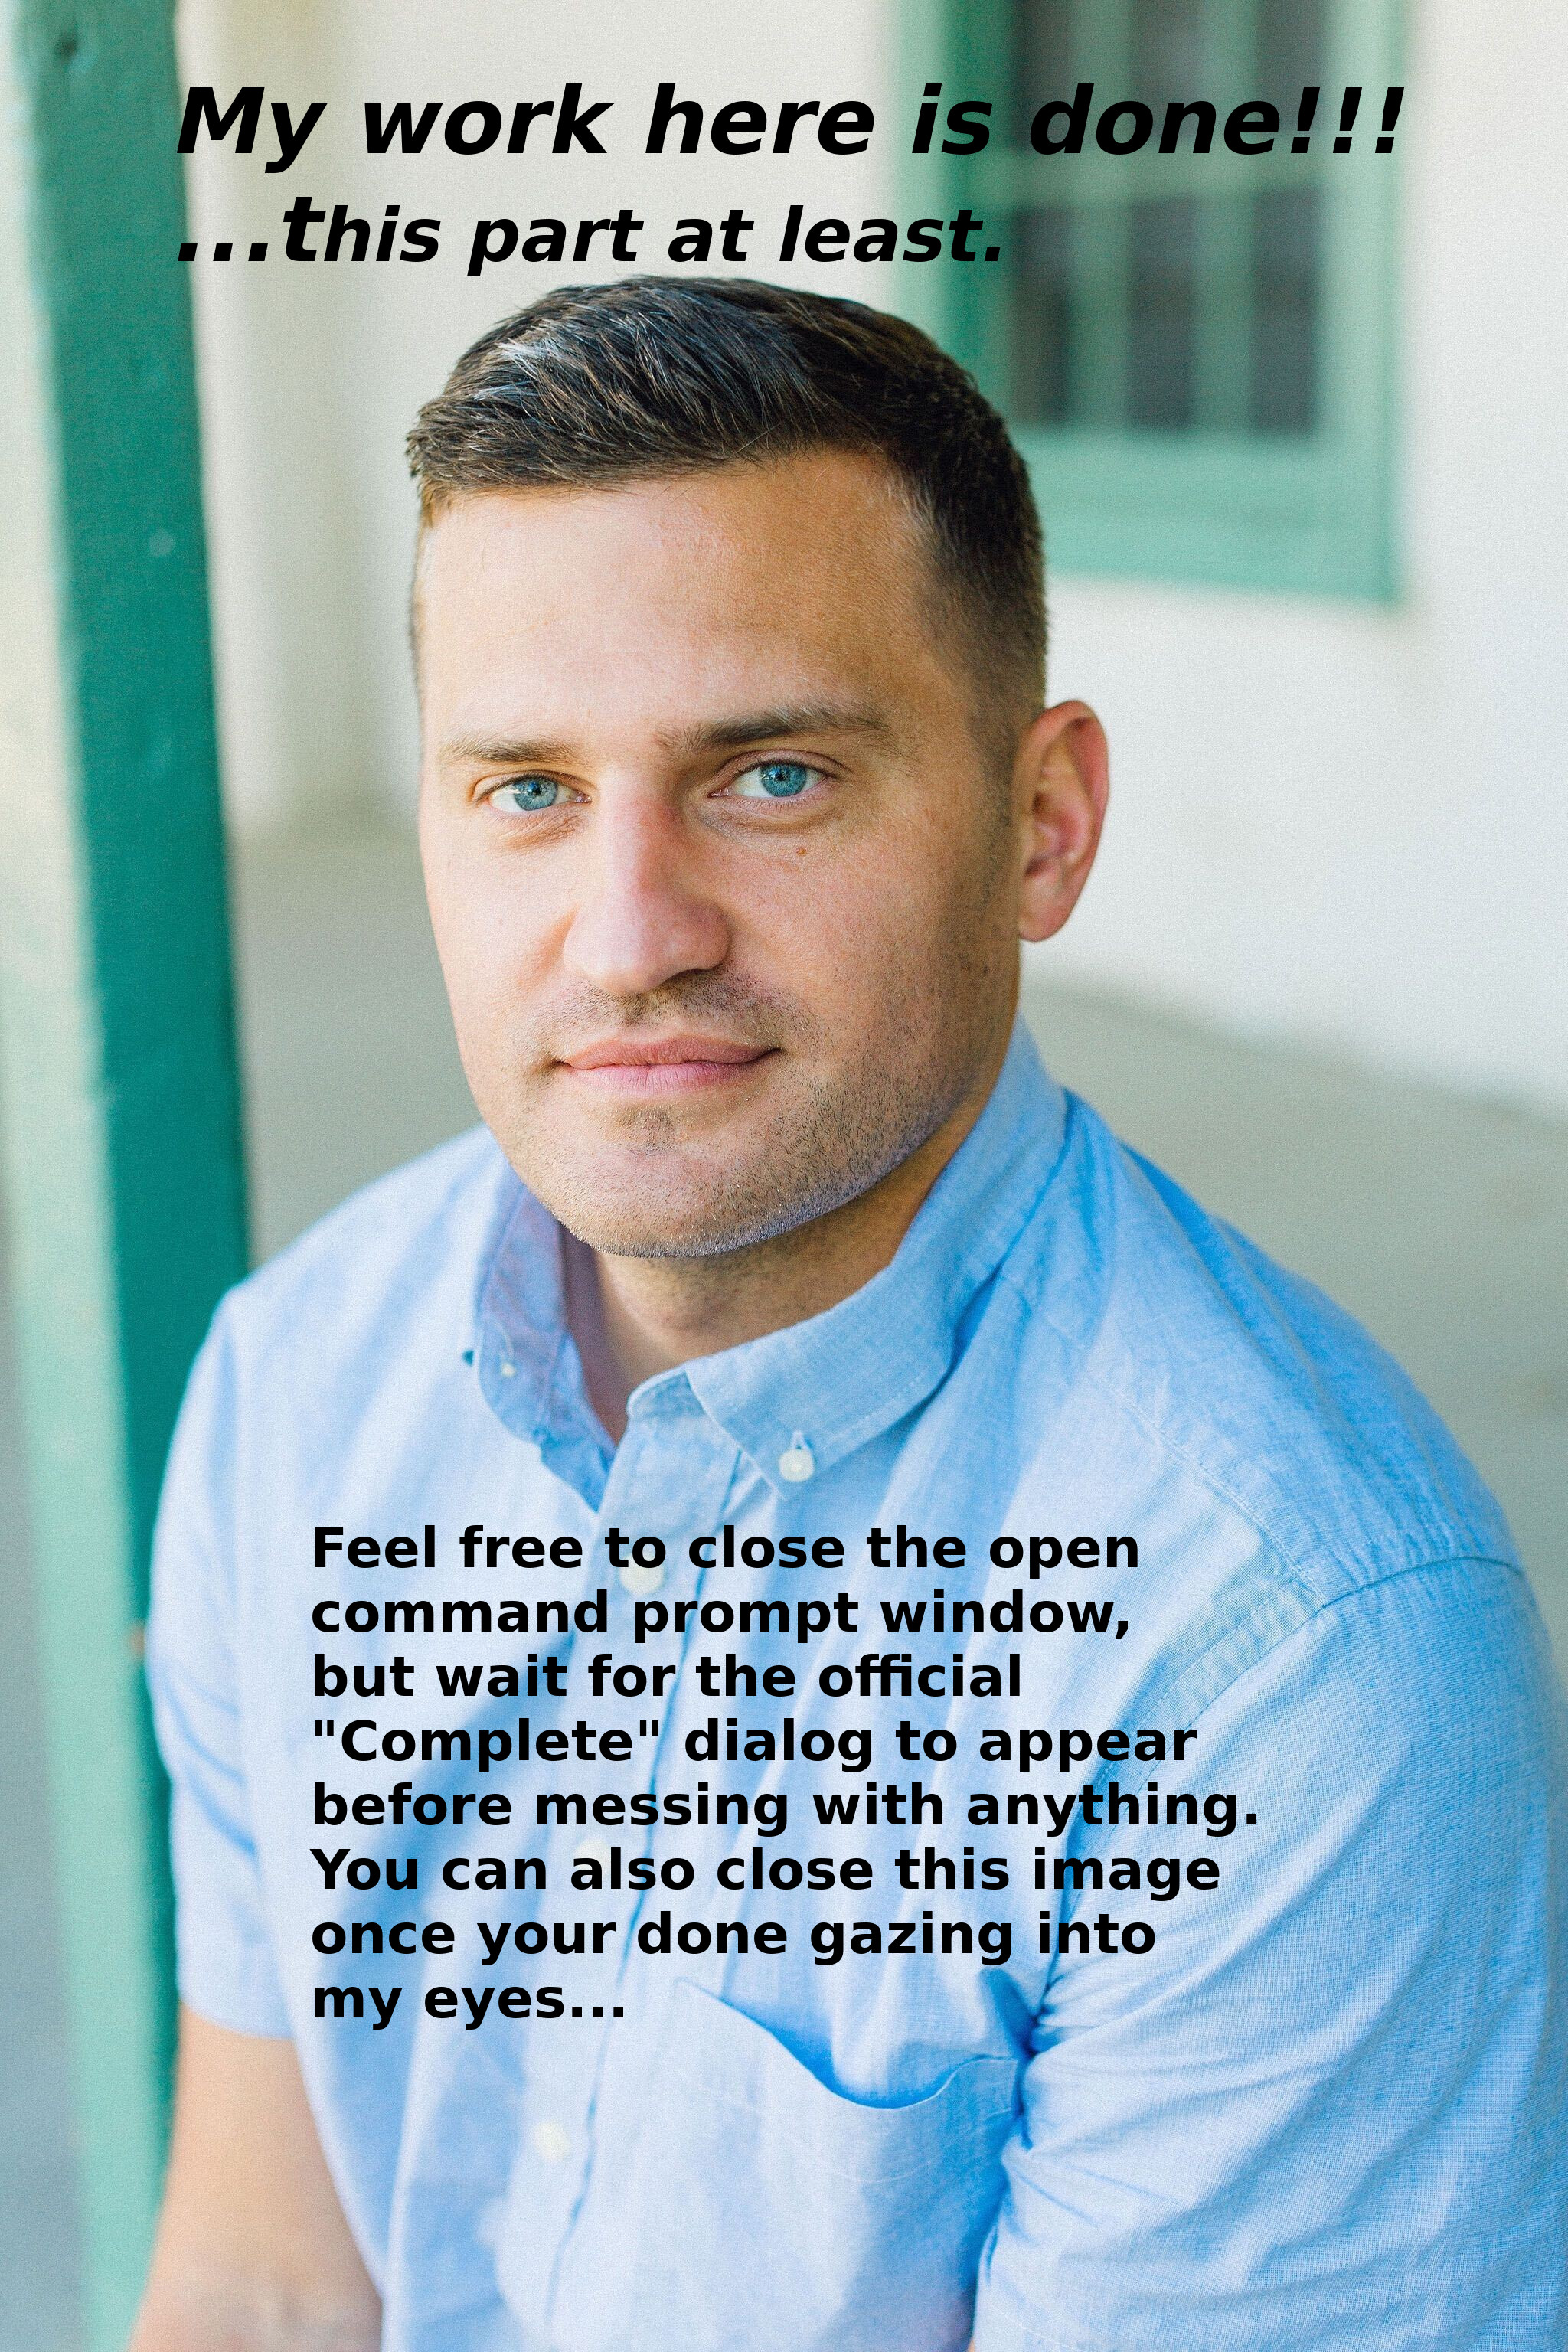 My work here is done!!!
...this part at least.
Feel free to close the open
command prompt window,
but wait for the official
"Complete" dialog to appear
before messing with anything.
You can also close this image
once your done gazing into
my eyes...